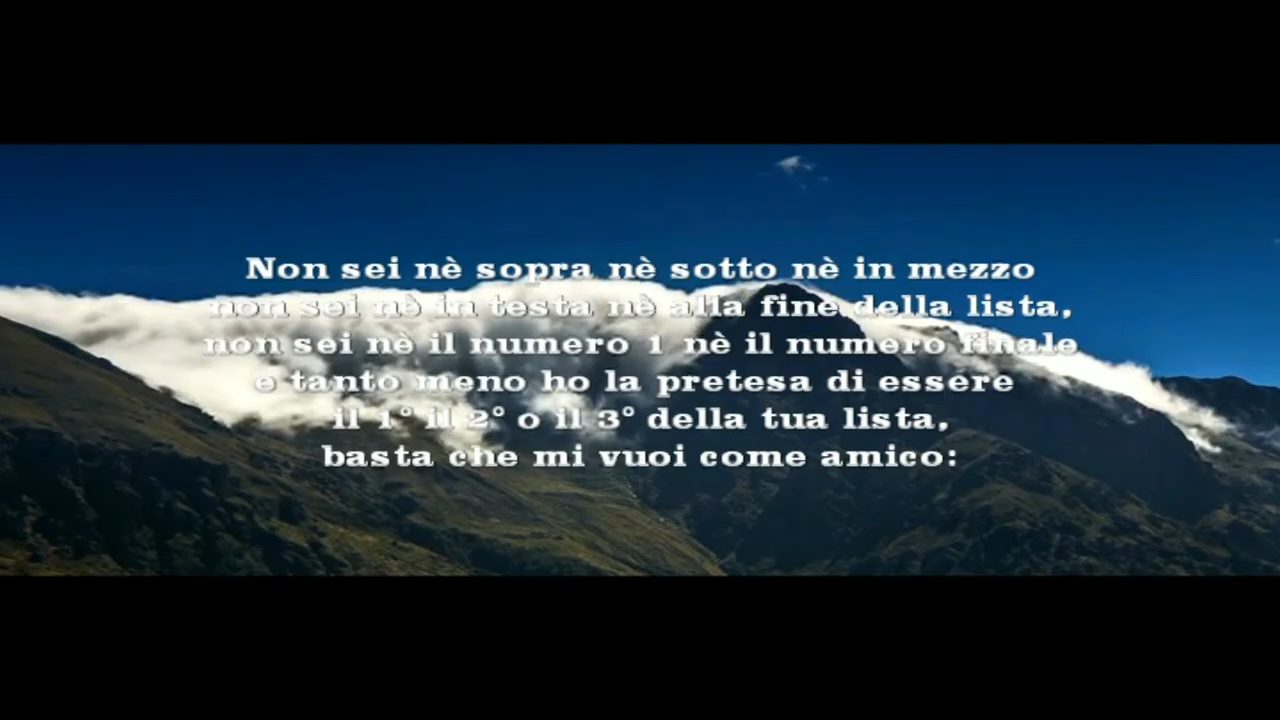 Non sei nè sopra nè sotto nè in mezzo
non sei nè in testa nè alla fine della lista,
non sei nè il numero 1 nè il numero finale
e tanto meno ho la pretesa di essere
il 1° il 2° o il 3° della tua lista,
basta che mi vuoi come amico: